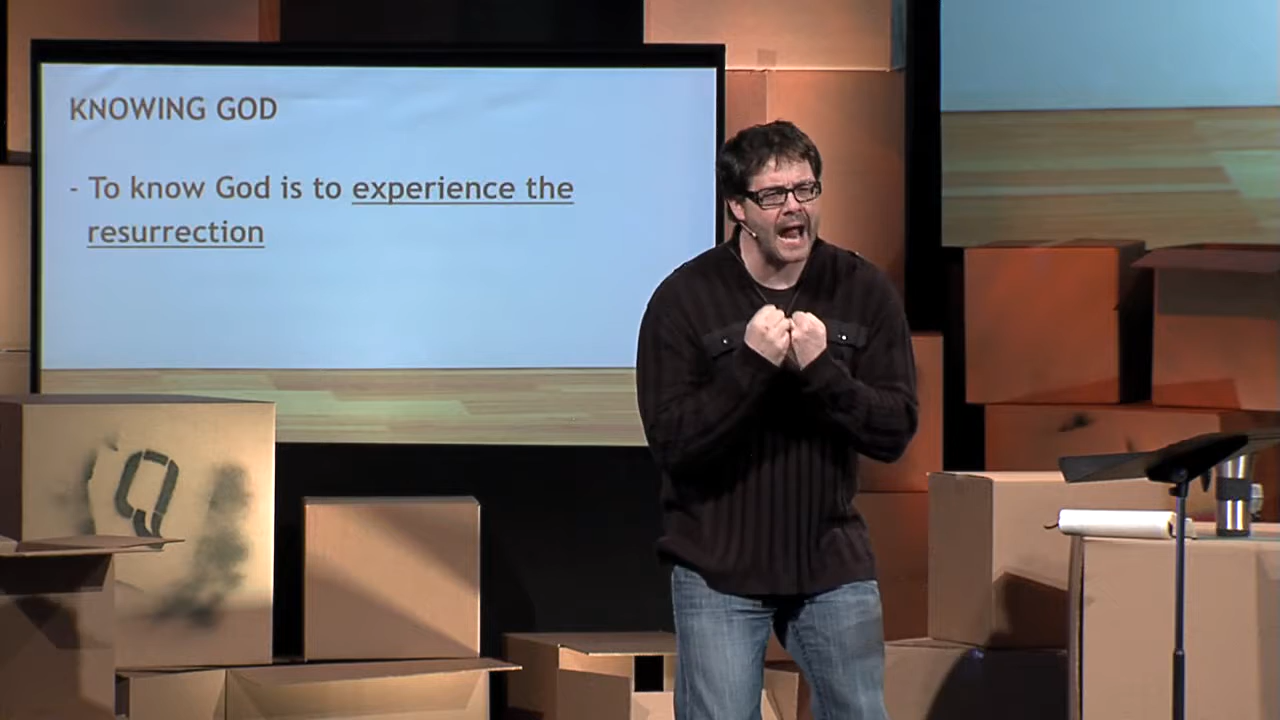 KNOWING GOD
- To know God is to experience the
resurrection
Q